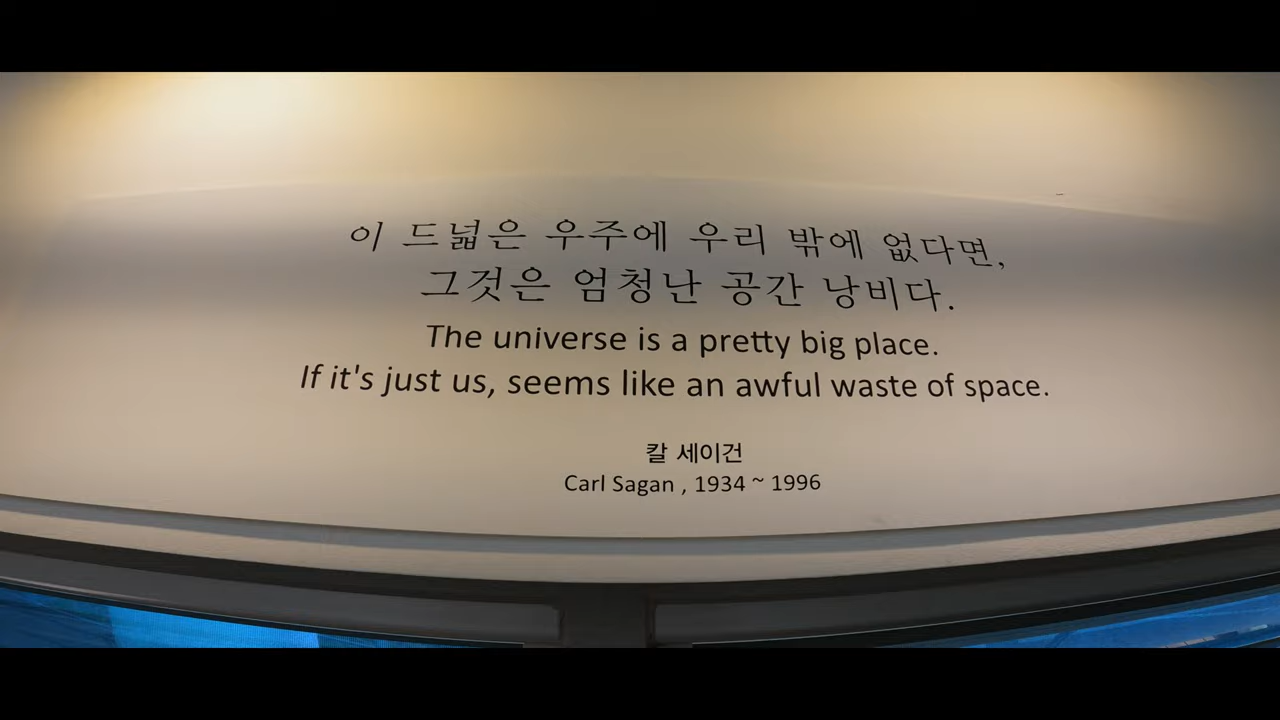 이 드넓은 우주에 우리 밖에 없다면,
그것은 엄청난 공간 낭비다.
The universe is a pretty big place.
If it's just us, seems like an awful waste of space.
칼 세이건
Carl Sagan , 1934 ~ 1996